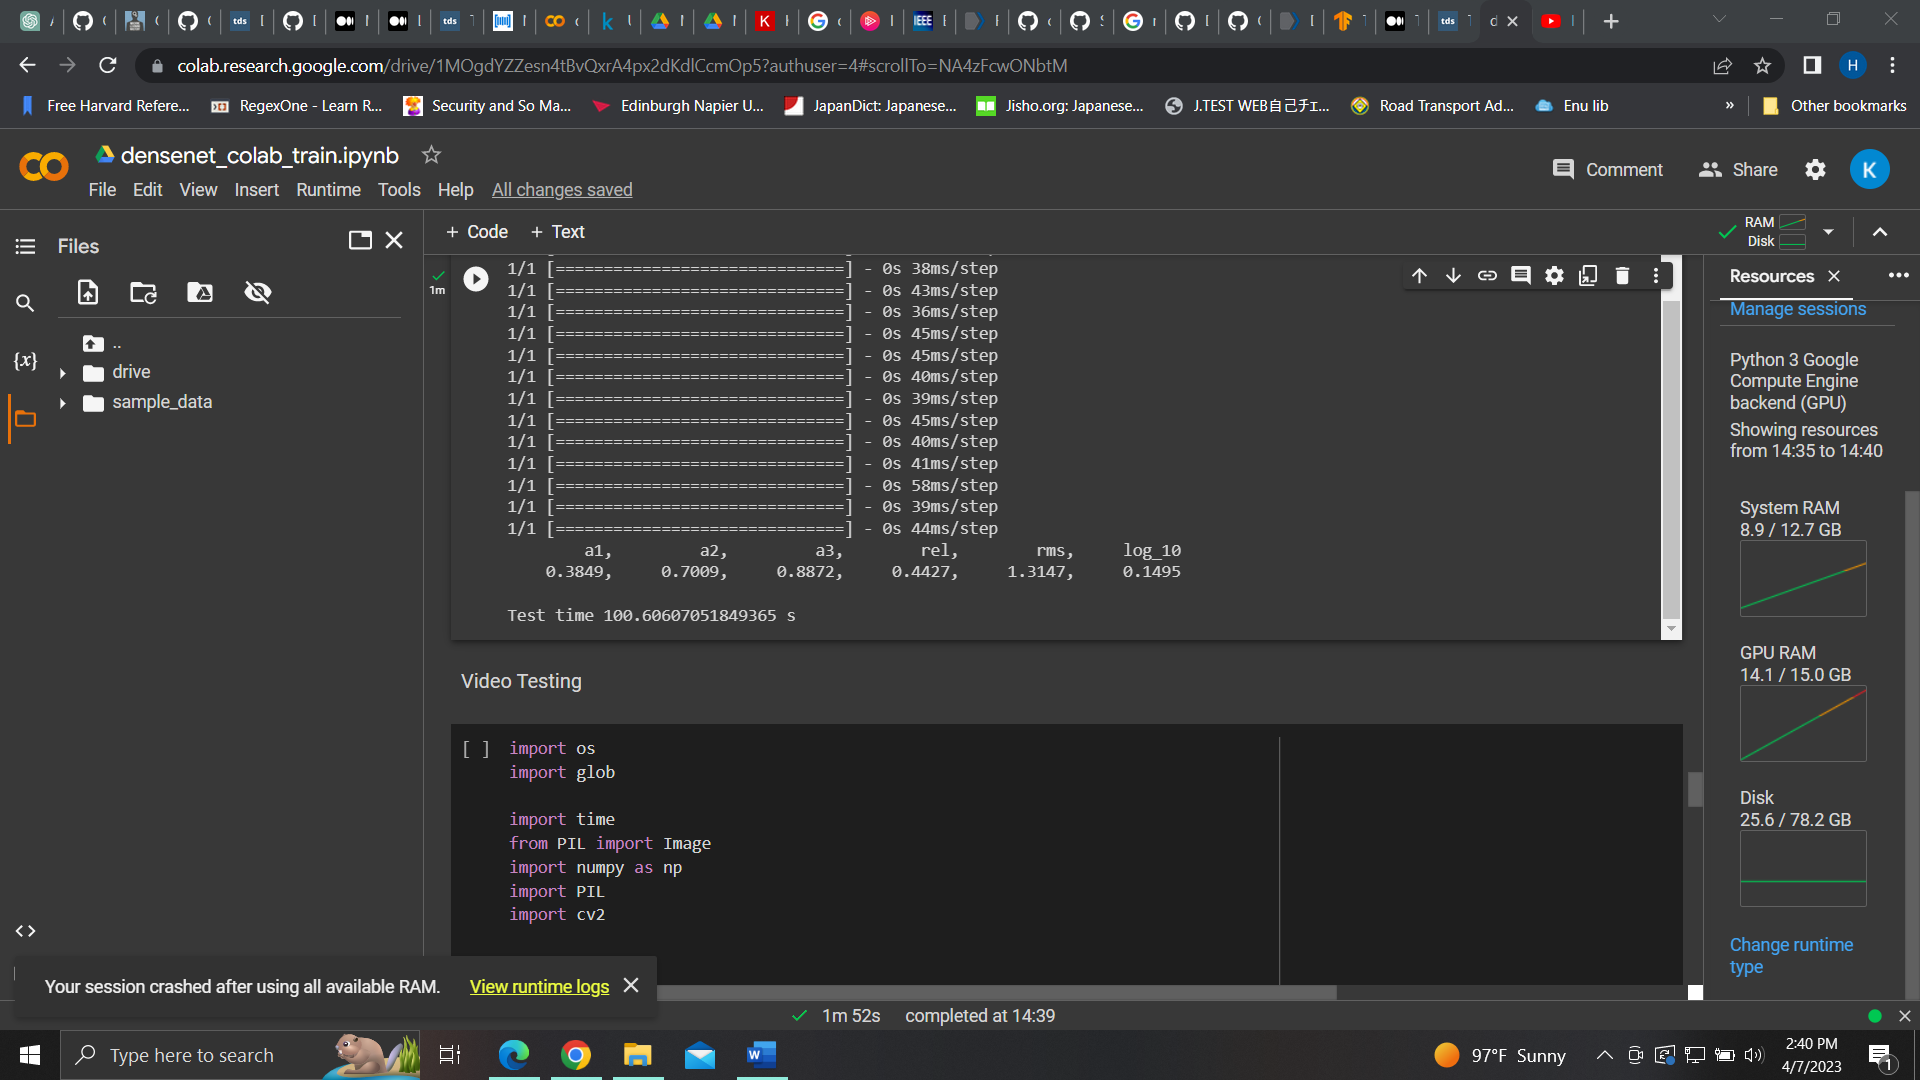 colab.research.google.com/drive/1MOgdYZZesn4tBvQxrA4px2dKdlCcmOp5?authuser=4#scrollTo=NA4zFcwONbtM
H
Free Harvard Refere...
RegexOne - Learn R...
Security and So Ma...
Edinburgh Napier U...
JapanDict: Japanese...
Jisho.org: Japanese...
J.TEST WEB自己チェ...
Road Transport Ad...
Enu lib
»
Other bookmarks
densenet_colab_train.ipynb
File Edit View Insert Runtime Tools Help All changes saved
Comment
Share
K
Files
+ Code + Text
RAM
Disk
..
drive
sample_data
{x}
1m
1/1 [==============================] - 0s 38ms/step
1/1 [==============================] - 0s 43ms/step
1/1 [==============================] - 0s 36ms/step
1/1 [==============================] - 0s 45ms/step
1/1 [==============================] - 0s 45ms/step
1/1 [==============================] - 0s 40ms/step
1/1 [==============================] - 0s 39ms/step
1/1 [==============================] - 0s 45ms/step
1/1 [==============================] - 0s 40ms/step
1/1 [==============================] - 0s 41ms/step
1/1 [==============================] - 0s 58ms/step
1/1 [==============================] - 0s 39ms/step
1/1 [==============================] - 0s 44ms/step
a1, a2, a3, rel, rms, log_10
0.3849, 0.7009, 0.8872, 0.4427, 1.3147, 0.1495
Test time 100.60607051849365 s
Video Testing
[ ] import os
import glob
import time
from PIL import Image
import numpy as np
import PIL
import cv2
Resources
Manage sessions
Python 3 Google
Compute Engine
backend (GPU)
Showing resources
from 14:35 to 14:40
System RAM
8.9 / 12.7 GB
GPU RAM
14.1 / 15.0 GB
Disk
25.6 / 78.2 GB
Change runtime
type
Your session crashed after using all available RAM. View runtime logs
1m 52s completed at 14:39
Type here to search
97°F Sunny
2:40 PM
4/7/2023
1